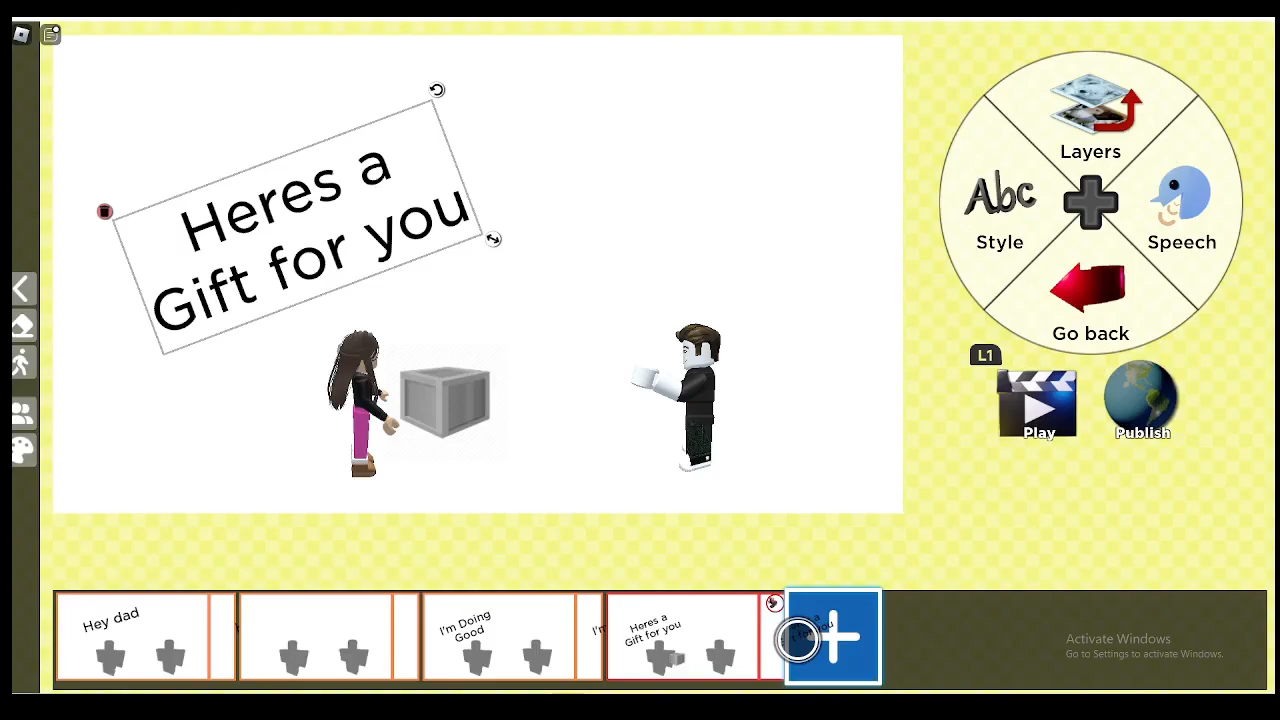 Heres a
Gift for you
Layers
Abc
Style
Speech
Go back
L1
Play
Publish
Hey dad
I'm Doing
Good
Heres a
Gift for you
Activate Windows
Go to Settings to activate Windows.